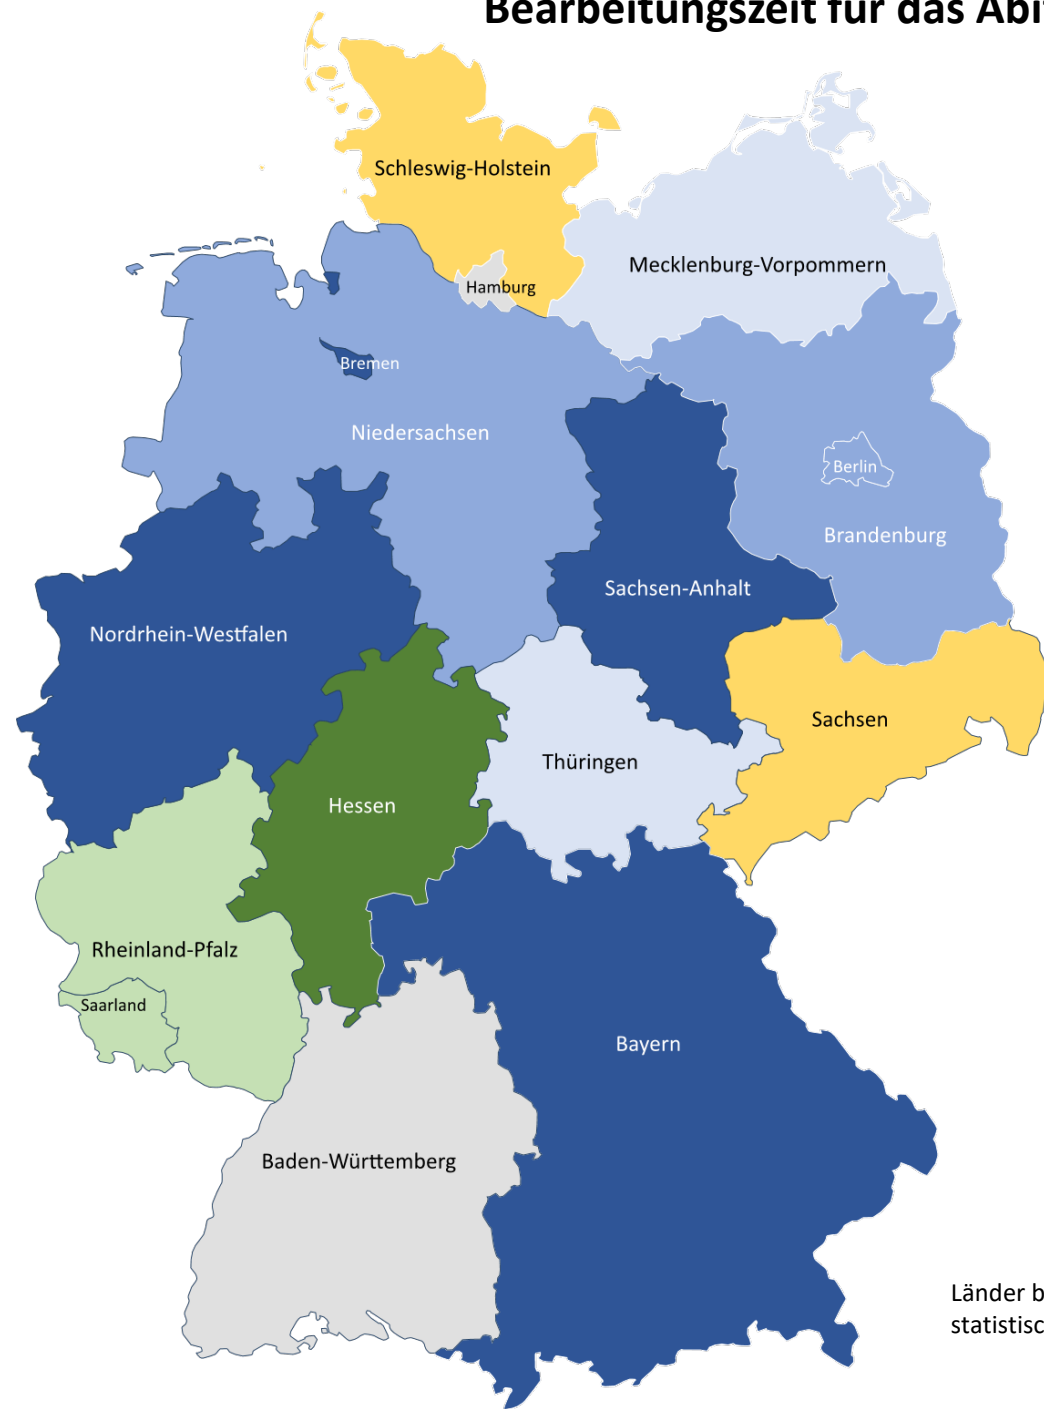 Bearbeitungszeit für das
Schleswig-Holstein
Mecklenburg-Vorpommern
Hamburg
Bremen
Niedersachsen
Berlin
Brandenburg
Sachsen-Anhalt
Nordrhein-Westfalen
Sachsen
Thüringen
Hessen
Rheinland-Pfalz
Saarland
Bayern
Baden-Württemberg
Länder